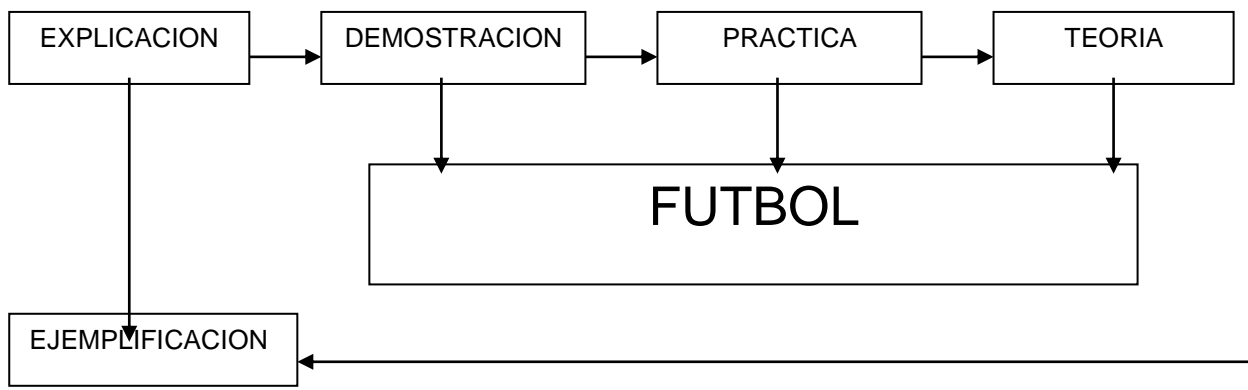 EXPLICACION
DEMOSTRACION
PRACTICA
TEORIA
FUTBOL
EJEMPLIFICACION